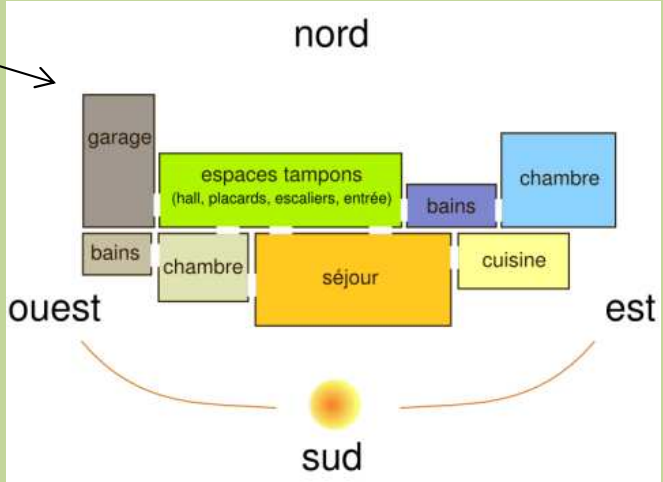 nord
garage
espaces tampons
(hall, placards, escaliers, entrée)
bains
chambre
bains
chambre
séjour
cuisine
ouest
est
sud